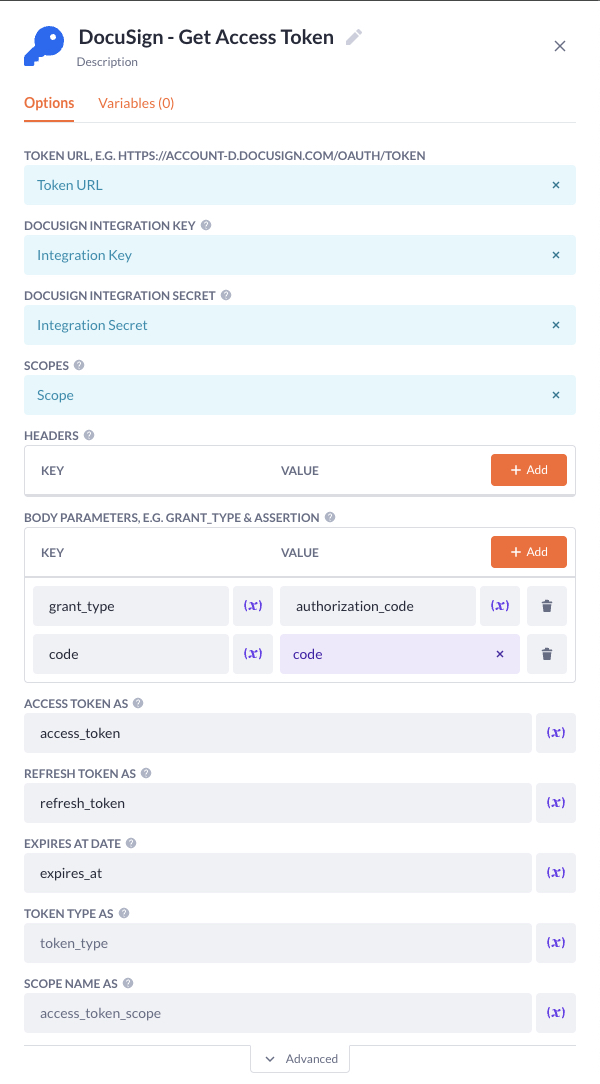 DocuSign - Get Access Token
Description
Options Variables (0)
TOKEN URL, E.G. HTTPS://ACCOUNT-D.DOCUSIGN.COM/OAUTH/TOKEN
Token URL ×
DOCUSIGN INTEGRATION KEY ?
Integration Key ×
DOCUSIGN INTEGRATION SECRET ?
Integration Secret ×
SCOPES ?
Scope ×
HEADERS ?
KEY VALUE + Add
BODY PARAMETERS, E.G. GRANT_TYPE & ASSERTION ?
KEY VALUE + Add
grant_type (x) authorization_code (x)
code (x) code ×
ACCESS TOKEN AS ?
access_token (x)
REFRESH TOKEN AS ?
refresh_token (x)
EXPIRES AT DATE ?
expires_at (x)
TOKEN TYPE AS ?
token_type (x)
SCOPE NAME AS ?
access_token_scope (x)
Advanced